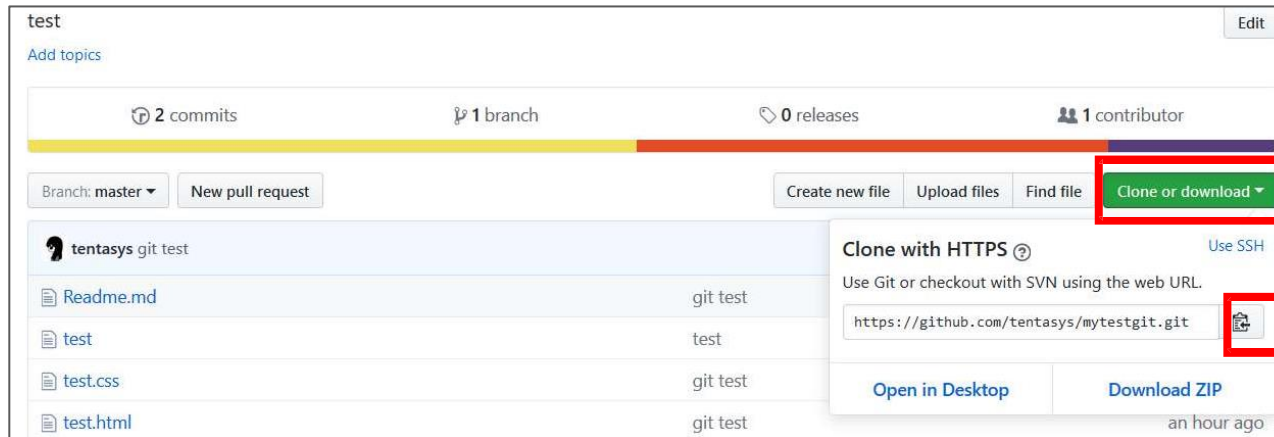 test
Edit
Add topics
2 commits
1 branch
0 releases
1 contributor
Branch: master
New pull request
Create new file
Upload files
Find file
Clone or download
tentasys git test
Clone with HTTPS
Use SSH
Use Git or checkout with SVN using the web URL.
https://github.com/tentasys/mytestgit.git
Open in Desktop
Download ZIP
Readme.md
git test
test
test
test.css
git test
test.html
git test
an hour ago